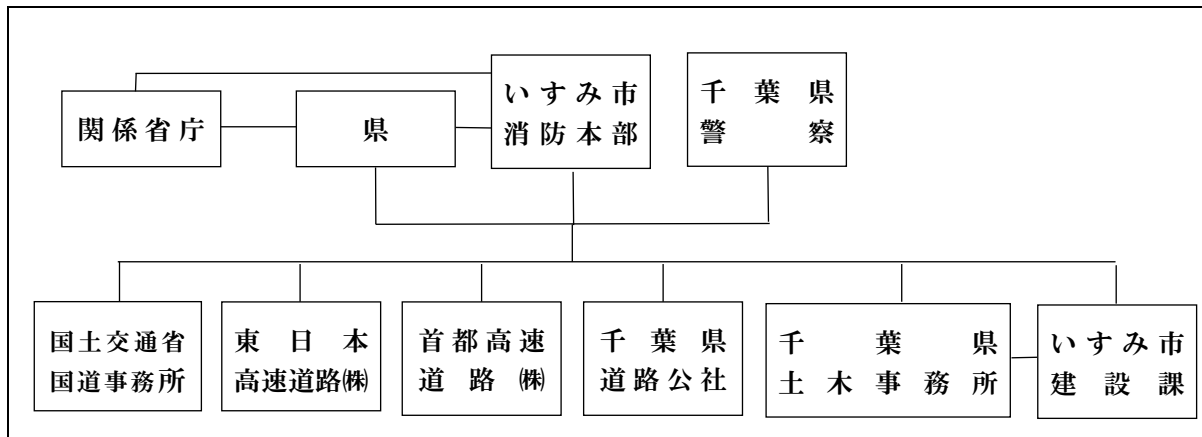 関係省庁
県
いすみ市
消防本部
千葉県
警察
国土交通省
国道事務所
東日本
高速道路㈱
首都高速
道路㈱
千葉県
道路公社
千葉県
土木事務所
いすみ市
建設課